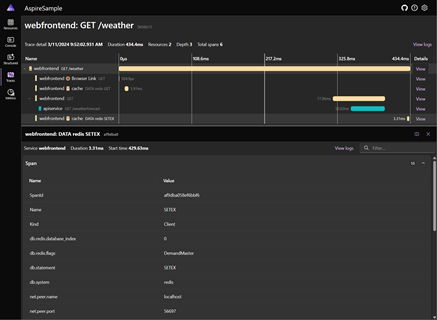 AspireSample
Resources
Console
Structured
Traces
Metrics
webfrontend: GET /weather
Trace detail 3/11/2024 9:52:02.931 AM Duration 434.4ms Resources 2 Depth 3 Total spans 6
View logs
Name 0μs 108.6ms 217.2ms 325.8ms 434.4ms Details
webfrontend GET /weather View
webfrontend Browser Link GET View
webfrontend cache DATA redis GET View
webfrontend GET View
apiservice GET /weatherforecast View
webfrontend cache DATA redis SETEX 3.31ms View
webfrontend: DATA redis SETEX
Service webfrontend Duration 3.31ms Start time 429.63ms View logs Filter...
Span 10
Name Value
SpanId
Name SETEX
Kind Client
db.redis.database_index 0
db.redis.flags DemandMaster
db.statement SETEX
db.system redis
net.peer.name localhost
net.peer.port 56697